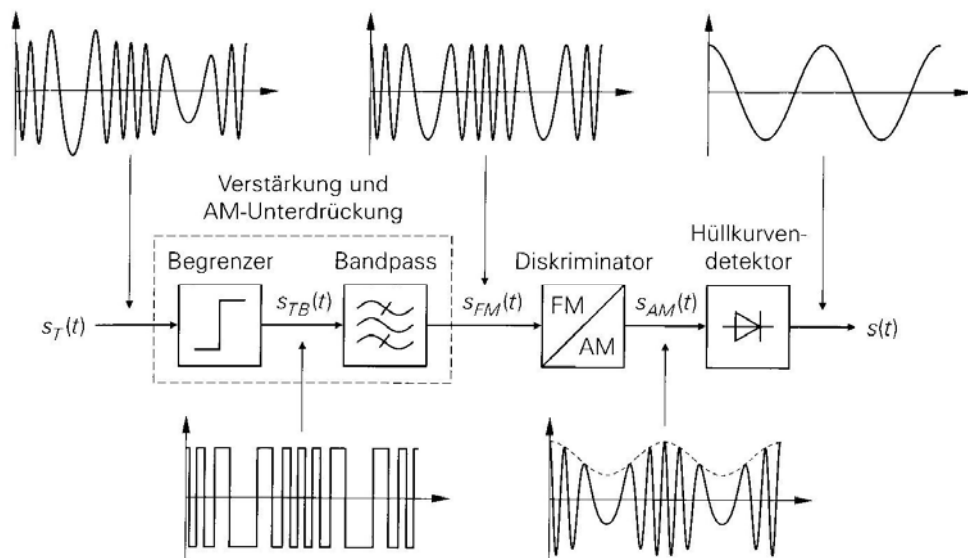 Verstärkung und
AM-Unterdrückung
Begrenzer
Bandpass
Diskriminator
Hüllkurven-
detektor
s_T(t)
s_TB(t)
s_FM(t)
FM
AM
s_AM(t)
s(t)